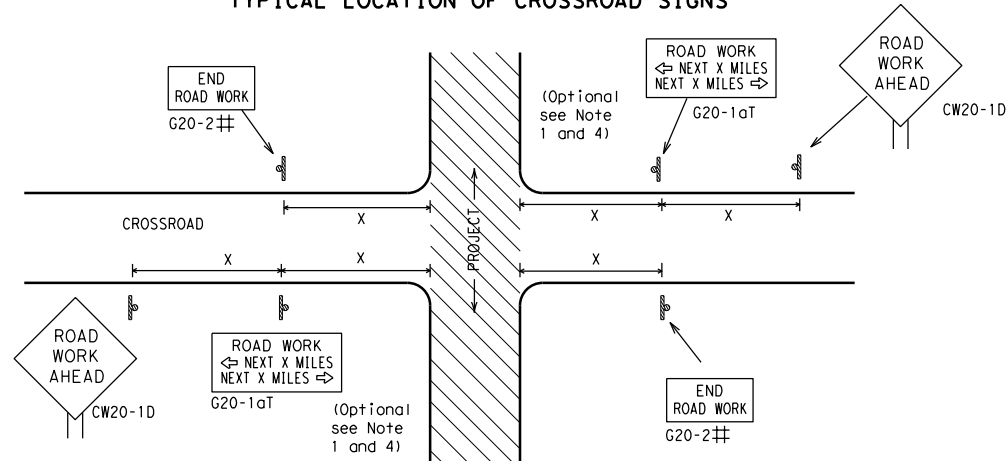 TYPICAL LOCATION OF CROSSROAD SIGNS
END
ROAD WORK
G20-2#
(Optional
see Note
1 and 4)
ROAD WORK
⇦ NEXT X MILES
NEXT X MILES ⇨
G20-1aT
ROAD
WORK
AHEAD
CW20-1D
X
X
X
CROSSROAD
PROJECT
X
X
X
ROAD
WORK
AHEAD
CW20-1D
ROAD WORK
⇦ NEXT X MILES
NEXT X MILES ⇨
G20-1aT
(Optional
see Note
1 and 4)
END
ROAD WORK
G20-2#